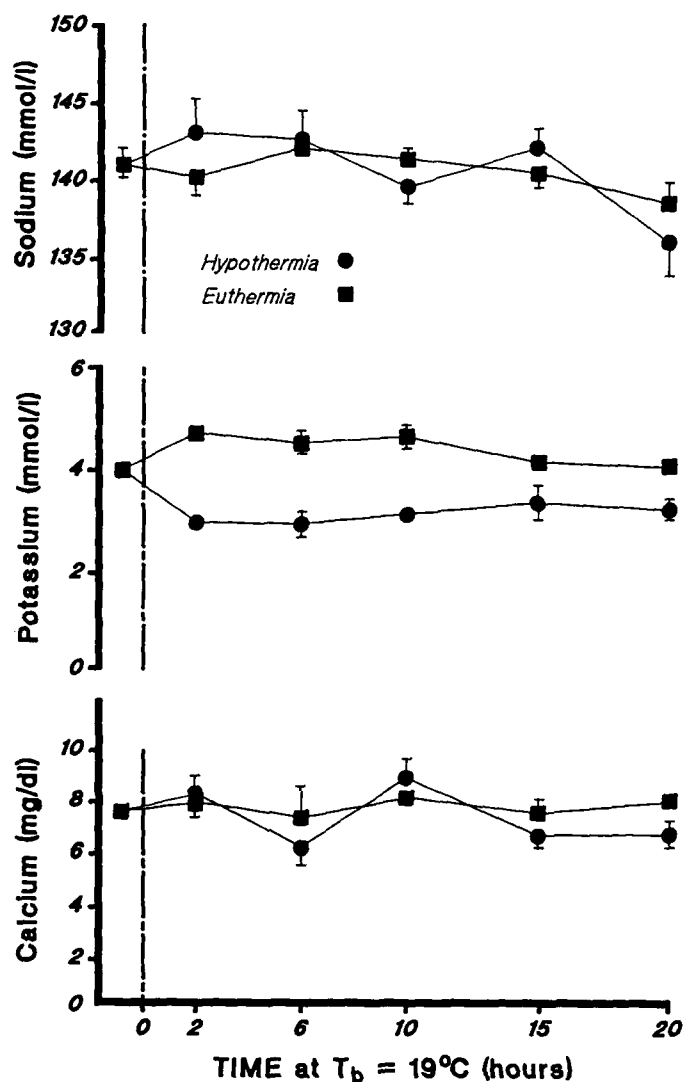 Sodium (mmol/l)
150
145
140
135
130
Hypothermia
Euthermia
Potassium (mmol/l)
6
4
2
0
Calcium (mg/dl)
10
8
6
4
2
0
0 2 6 10 15 20
TIME at Tb = 19°C (hours)